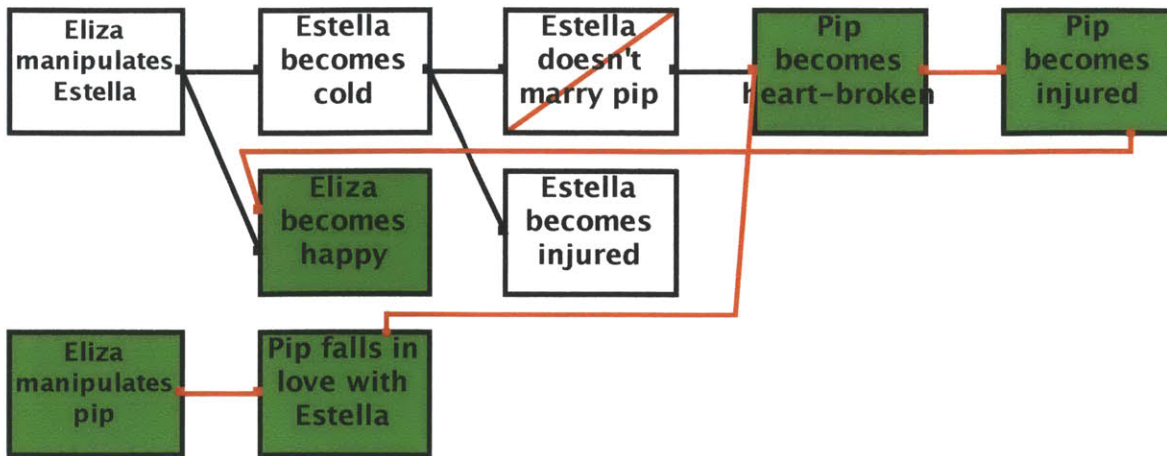 Eliza
manipulates
Estella
Estella
becomes
cold
Estella
doesn't
marry pip
Pip
becomes
heart-broken
Pip
becomes
injured
Eliza
becomes
happy
Estella
becomes
injured
Eliza
manipulates
pip
Pip falls in
love with
Estella